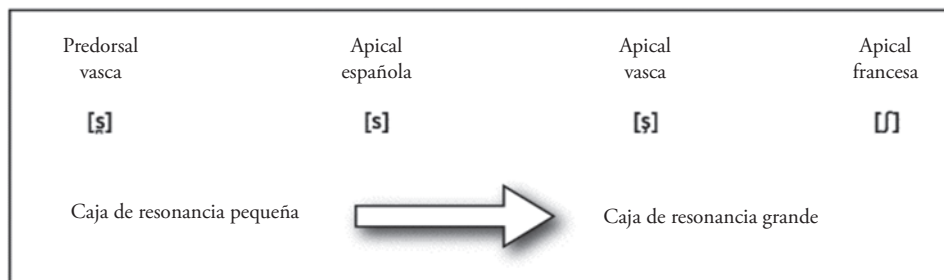 Predorsal vasca
Apical española
Apical vasca
Apical francesa
[s̯]
[s]
[ṣ]
[ʃ]
Caja de resonancia pequeña
Caja de resonancia grande